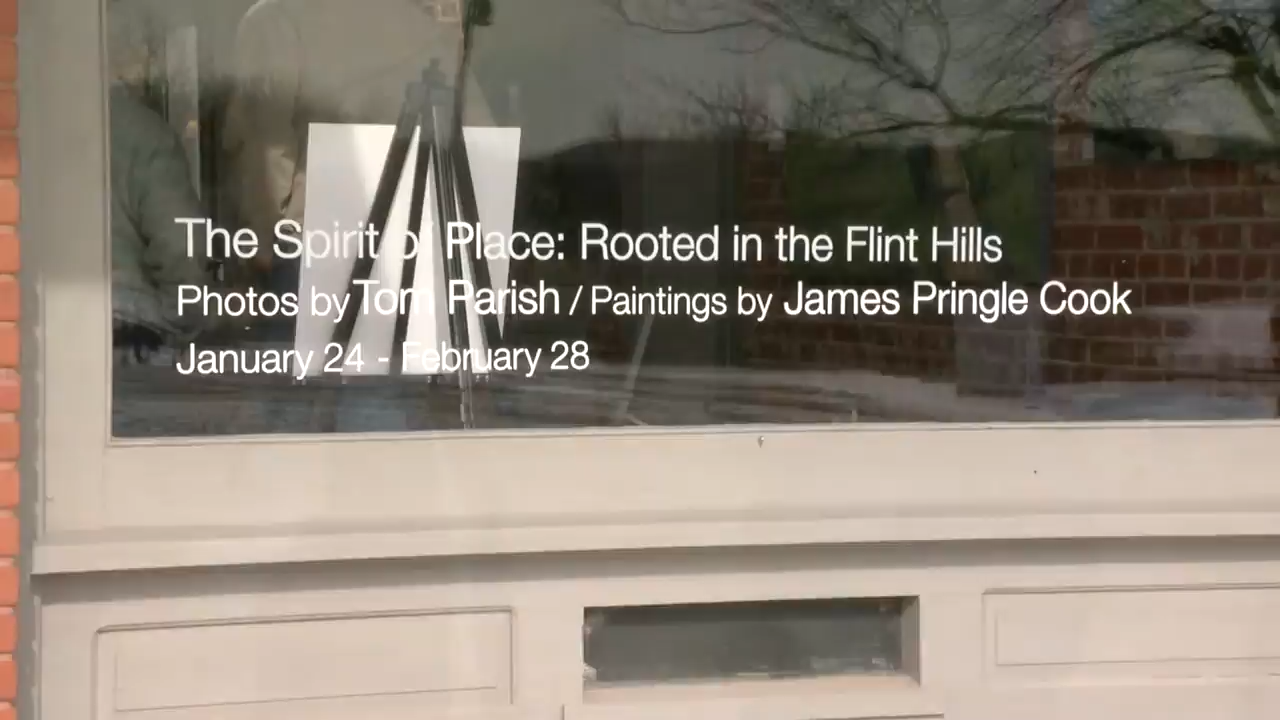 The Spirit of Place: Rooted in the Flint Hills
Photos by Tom Parish / Paintings by James Pringle Cook
January 24 - February 28